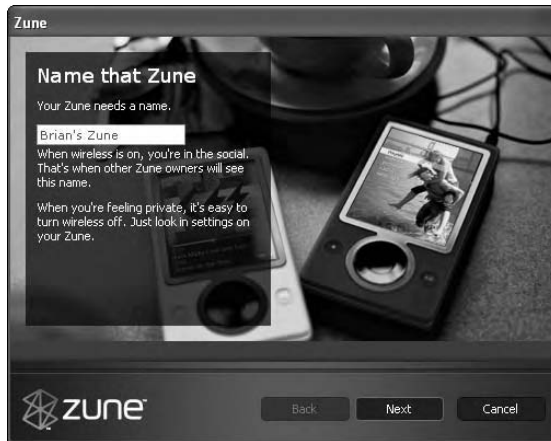 Zune
Name that Zune
Your Zune needs a name.
Brian's Zune
When wireless is on, you're in the social.
That's when other Zune owners will see
this name.
When you're feeling private, it's easy to
turn wireless off. Just look in settings on
your Zune.
zune
Back
Next
Cancel